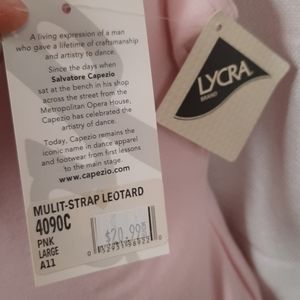 A living expression of a man
who gave a lifetime of craftsmanship
and artistry to dance.
Since the days when
Salvatore Capezio
sat at the bench in his shop
across the street from the
Metropolitan Opera House,
Capezio has celebrated the
artistry of dance.
Today, Capezio remains the
iconic name in dance apparel
and footwear from first lessons
to the main stage.
www.capezio.com
MULIT-STRAP LEOTARD
4090C
PNK
LARGE
A11
$20.99
LYCRA
BRAND